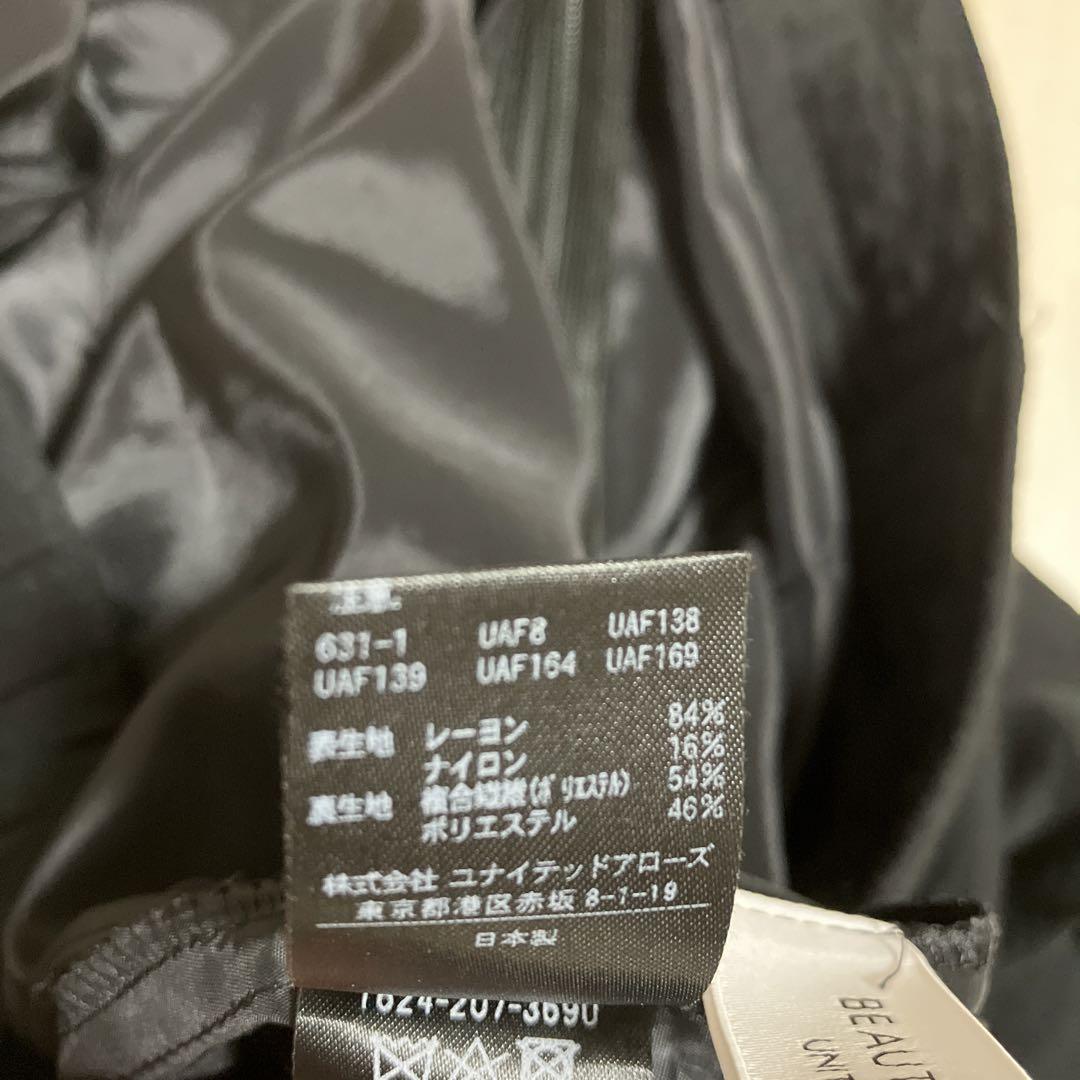 631-1 UAF8 UAF138
UAF139 UAF164 UAF169
表生地 レーヨン 84%
ナイロン 16%
裏生地 複合繊維(ポリエステル) 54%
ポリエステル 46%
株式会社 ユナイテッドアローズ
東京都港区赤坂 8-1-19
日本製
1624-207-3690
BEAUT
UNIT